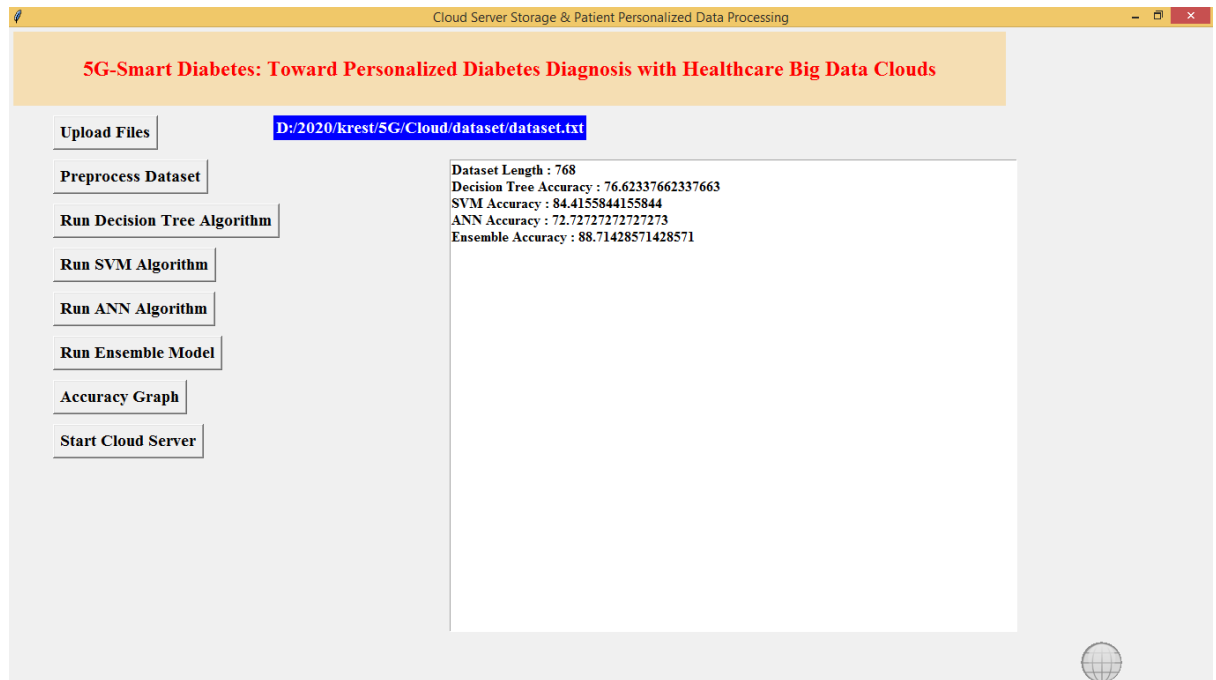 Cloud Server Storage & Patient Personalized Data Processing
5G-Smart Diabetes: Toward Personalized Diabetes Diagnosis with Healthcare Big Data Clouds
Upload Files
D:/2020/krest/5G/Cloud/dataset/dataset.txt
Preprocess Dataset
Run Decision Tree Algorithm
Run SVM Algorithm
Run ANN Algorithm
Run Ensemble Model
Accuracy Graph
Start Cloud Server
Dataset Length : 768
Decision Tree Accuracy : 76.62337662337663
SVM Accuracy : 84.4155844155844
ANN Accuracy : 72.72727272727273
Ensemble Accuracy : 88.71428571428571